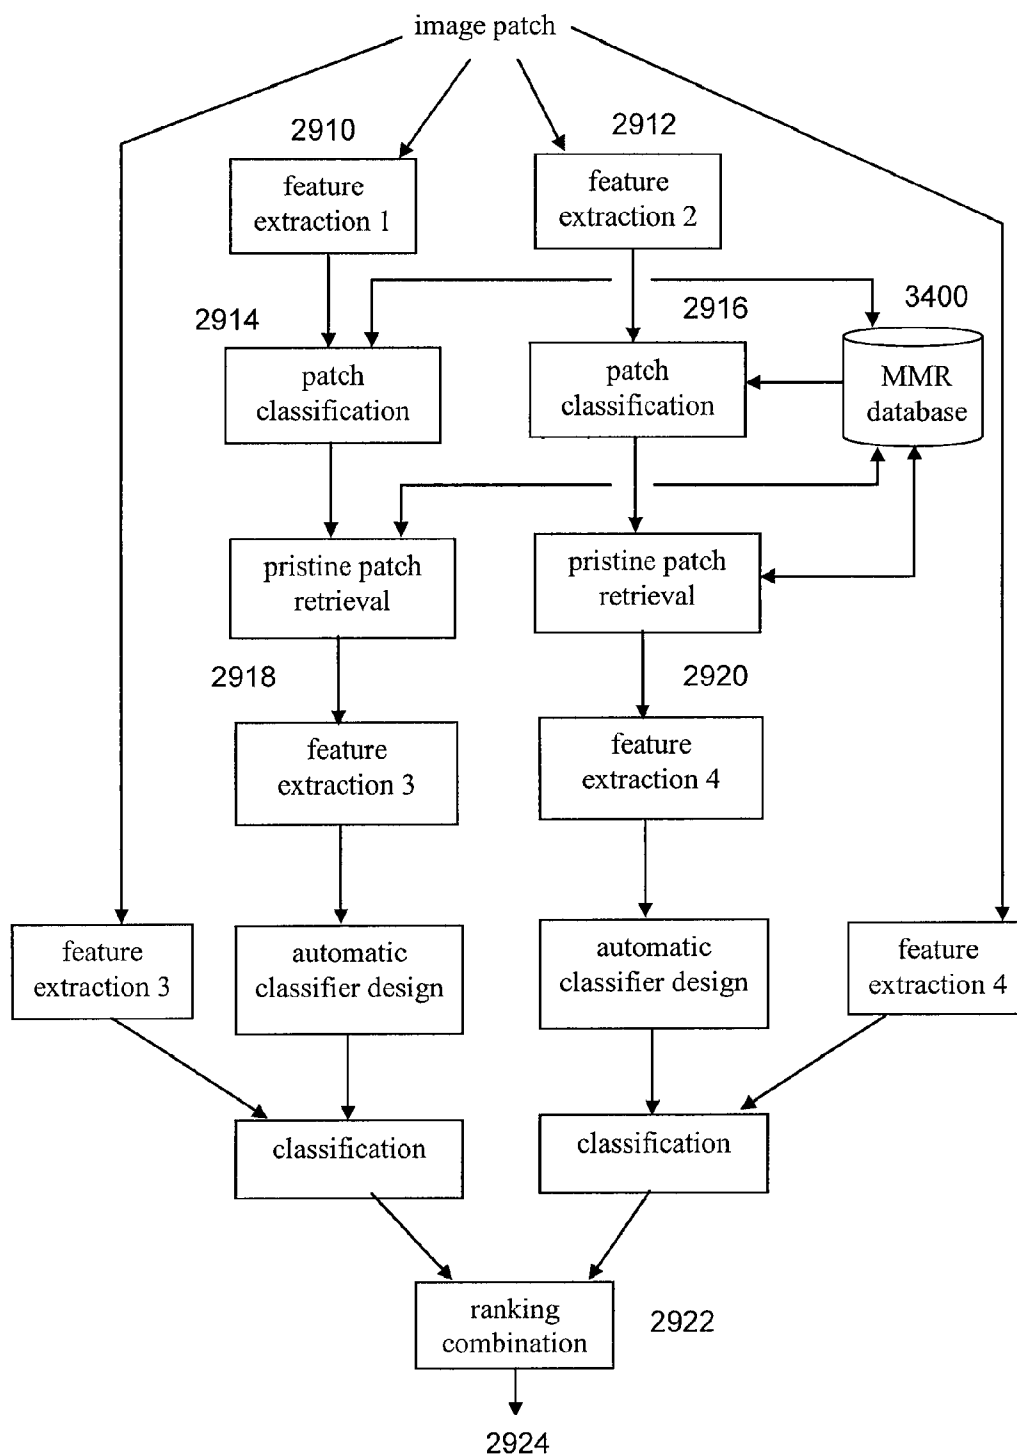 image patch
2910
2912
feature
extraction 1
feature
extraction 2
2914
2916
3400
patch
classification
patch
classification
MMR
database
pristine patch
retrieval
pristine patch
retrieval
2918
2920
feature
extraction 3
feature
extraction 4
feature
extraction 3
automatic
classifier design
automatic
classifier design
feature
extraction 4
classification
classification
ranking
combination
2922
2924